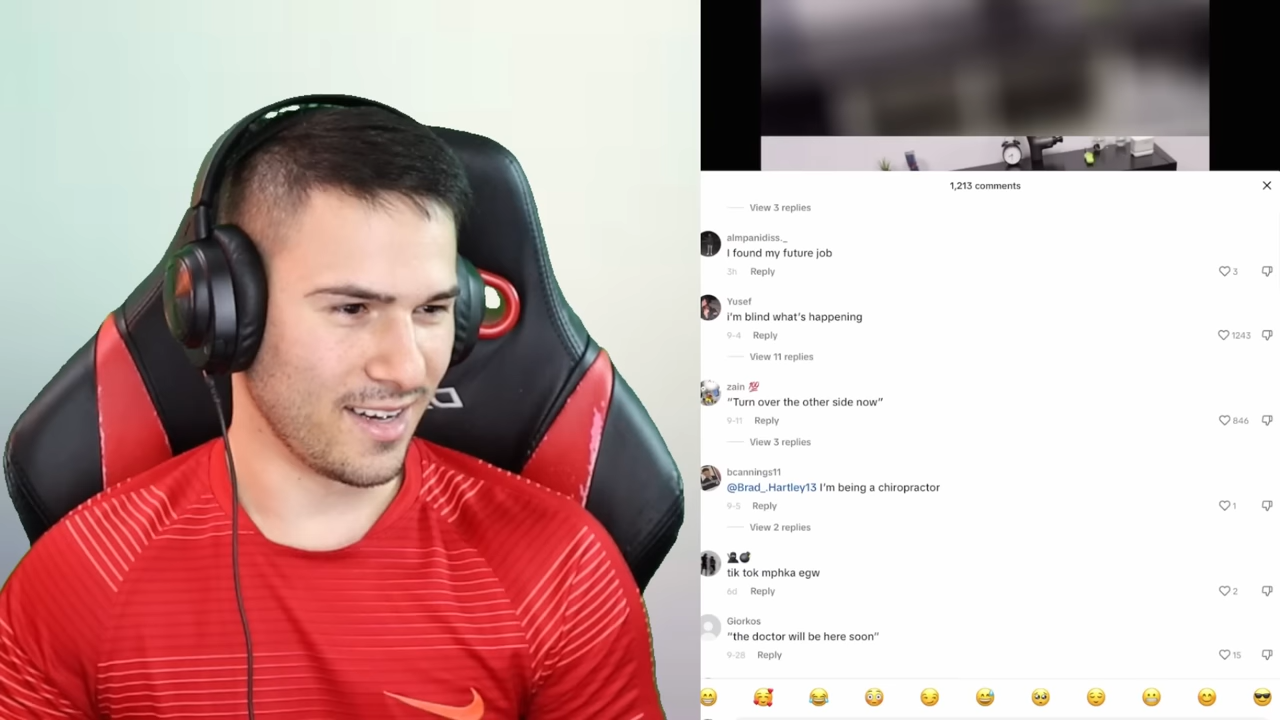 1,213 comments
View 3 replies
almpanidiss._
I found my future job
3h Reply
3
Yusef
i'm blind what's happening
9-4 Reply
1243
View 11 replies
zain 💯
"Turn over the other side now"
9-11 Reply
846
View 3 replies
bcannings11
@Brad_.Hartley13 I'm being a chiropractor
9-5 Reply
1
View 2 replies
tik tok mphka egw
6d Reply
2
Giorkos
"the doctor will be here soon"
9-28 Reply
15